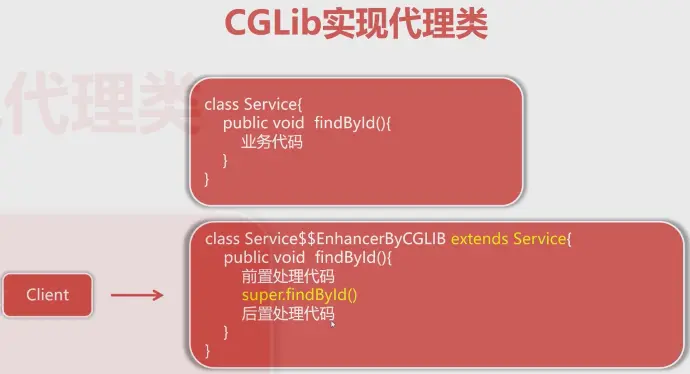 CGLib实现代理类
代理类
class Service{
public void findById(){
业务代码
}
}
class Service$$EnhancerByCGLIB extends Service{
public void findById(){
前置处理代码
super.findById()
后置处理代码
}
}
Client